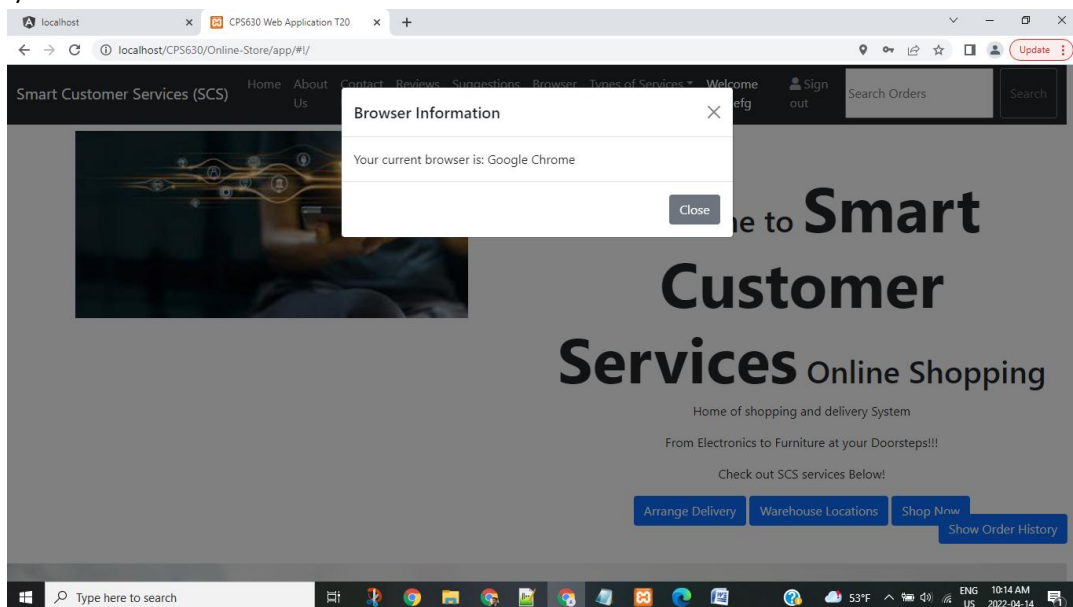 localhost
CPS630 Web Application T20
localhost/CPS630/Online-Store/app/#!/
Update
Smart Customer Services (SCS)
Home About Us Contact Reviews Suggestions Browser Types of Services Welcome efg Sign out
Search Orders
Search
Browser Information
Your current browser is: Google Chrome
Close
e to Smart
Customer
Services Online Shopping
Home of shopping and delivery System
From Electronics to Furniture at your Doorsteps!!!
Check out SCS services Below!
Arrange Delivery Warehouse Locations Shop Now
Show Order History
Type here to search
53°F
ENG
US
10:14 AM
2022-04-14